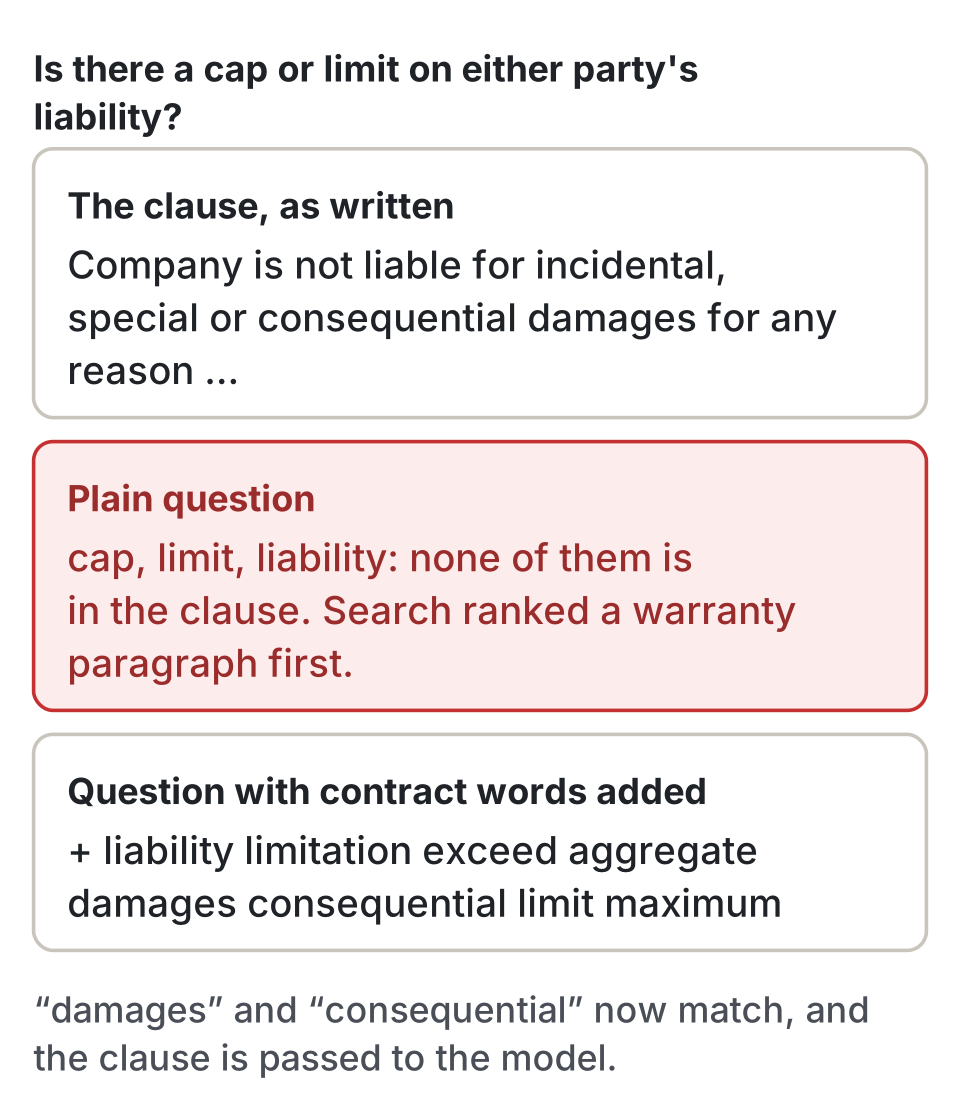 Is there a cap or limit on either party's
liability?
The clause, as written
Company is not liable for incidental,
special or consequential damages for any
reason ...
Plain question
cap, limit, liability: none of them is
in the clause. Search ranked a warranty
paragraph first.
Question with contract words added
+ liability limitation exceed aggregate
damages consequential limit maximum
“damages” and “consequential” now match, and
the clause is passed to the model.